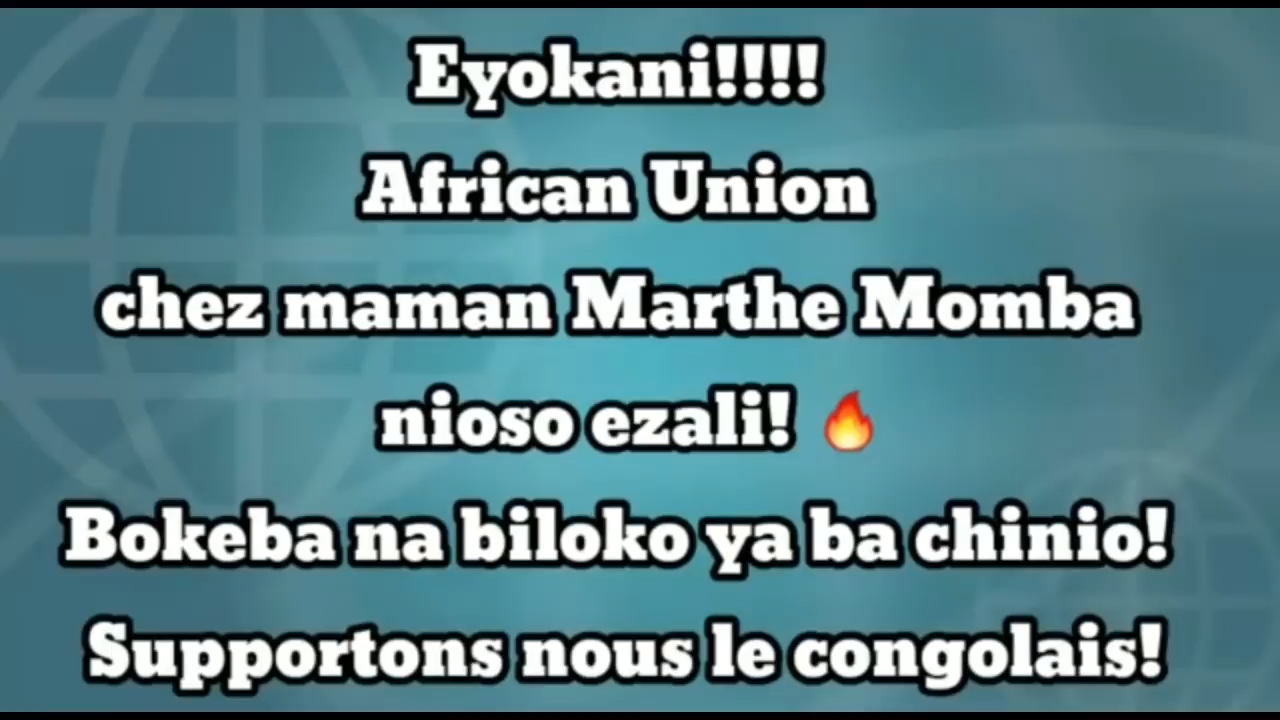 Eyokani!!!!
African Union
chez maman Marthe Momba
nioso ezali! 🔥
Bokeba na biloko ya ba chinio!
Supportons nous le congolais!